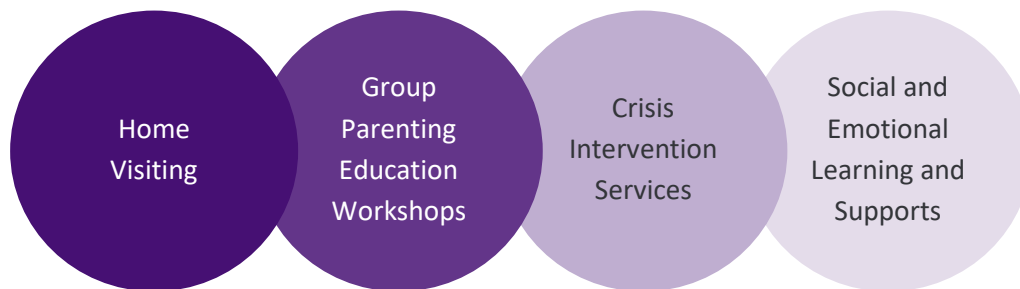 Home
Visiting
Group
Parenting
Education
Workshops
Crisis
Intervention
Services
Social and
Emotional
Learning and
Supports